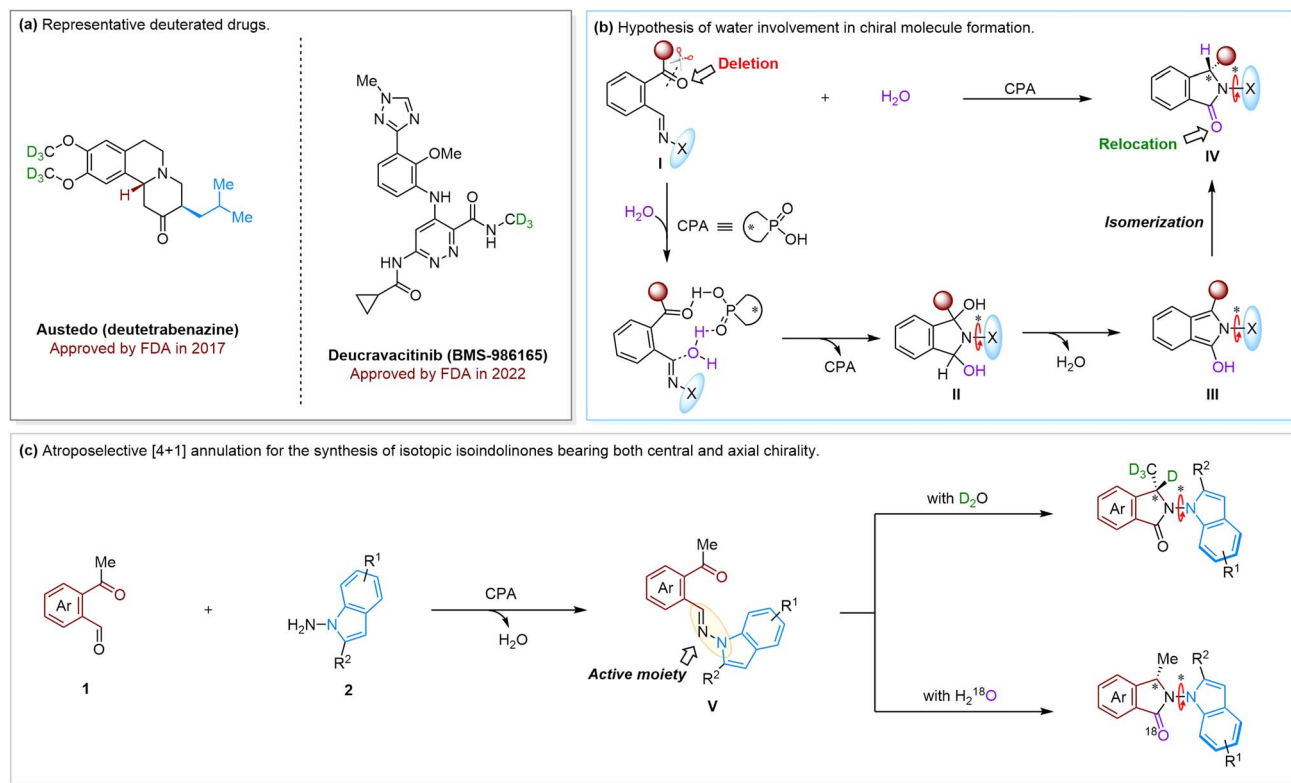 (a) Representative deuterated drugs.
D3C
O
D3C
O
N
H
O
Me
Me
Austedo (deutetrabenazine)
Approved by FDA in 2017
Me
N
N
N
OMe
NH
O
N
H
CD3
HN
N
N
O
Deucravacitinib (BMS-986165)
Approved by FDA in 2022
(b) Hypothesis of water involvement in chiral molecule formation.
O
Deletion
N
X
I
+
H2O
CPA
H
*
*
N
X
O
Relocation
IV
H2O
CPA ≡
*
P
O
OH
Isomerization
O
H
O
P
O
*
H
O
H
N
X
CPA
OH
*
N
X
H
OH
II
H2O
*
N
X
OH
III
(c) Atroposelective [4+1] annulation for the synthesis of isotopic isoindolinones bearing both central and axial chirality.
Me
O
Ar
O
1
+
R1
H2N
N
R2
2
CPA
H2O
Me
O
Ar
N
N
R1
R2
Active moiety
V
with D2O
D3C
D
R2
*
*
Ar
N
N
O
R1
with H218O
Me
R2
*
*
Ar
N
N
18O
R1